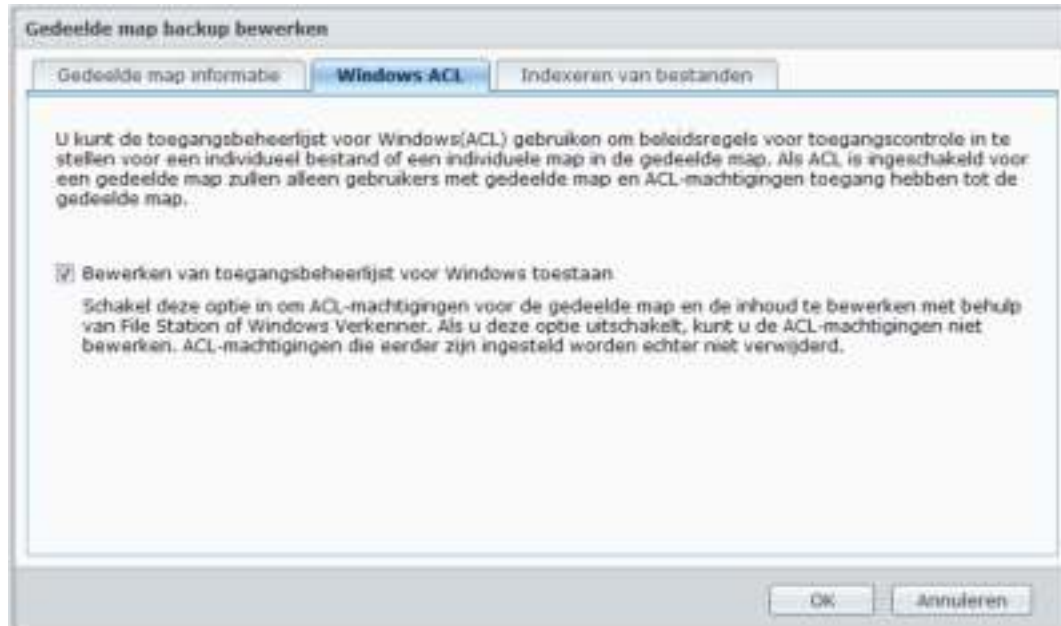 Gedeelde map backup bewerken
Gedeelde map informatie
Windows ACL
Indexeren van bestanden
U kunt de toegangsbeheerlijst voor Windows(ACL) gebruiken om beleidsregels voor toegangscontrole in te
stellen voor een individueel bestand of een individuele map in de gedeelde map. Als ACL is ingeschakeld voor
een gedeelde map zullen alleen gebruikers met gedeelde map en ACL-machtigingen toegang hebben tot de
gedeelde map.
Bewerken van toegangsbeheerlijst voor Windows toestaan
Schakel deze optie in om ACL-machtigingen voor de gedeelde map en de inhoud te bewerken met behulp
van File Station of Windows Verkenner. Als u deze optie uitschakelt, kunt u de ACL-machtigingen niet
bewerken. ACL-machtigingen die eerder zijn ingesteld worden echter niet verwijderd.
OK
Annuleren